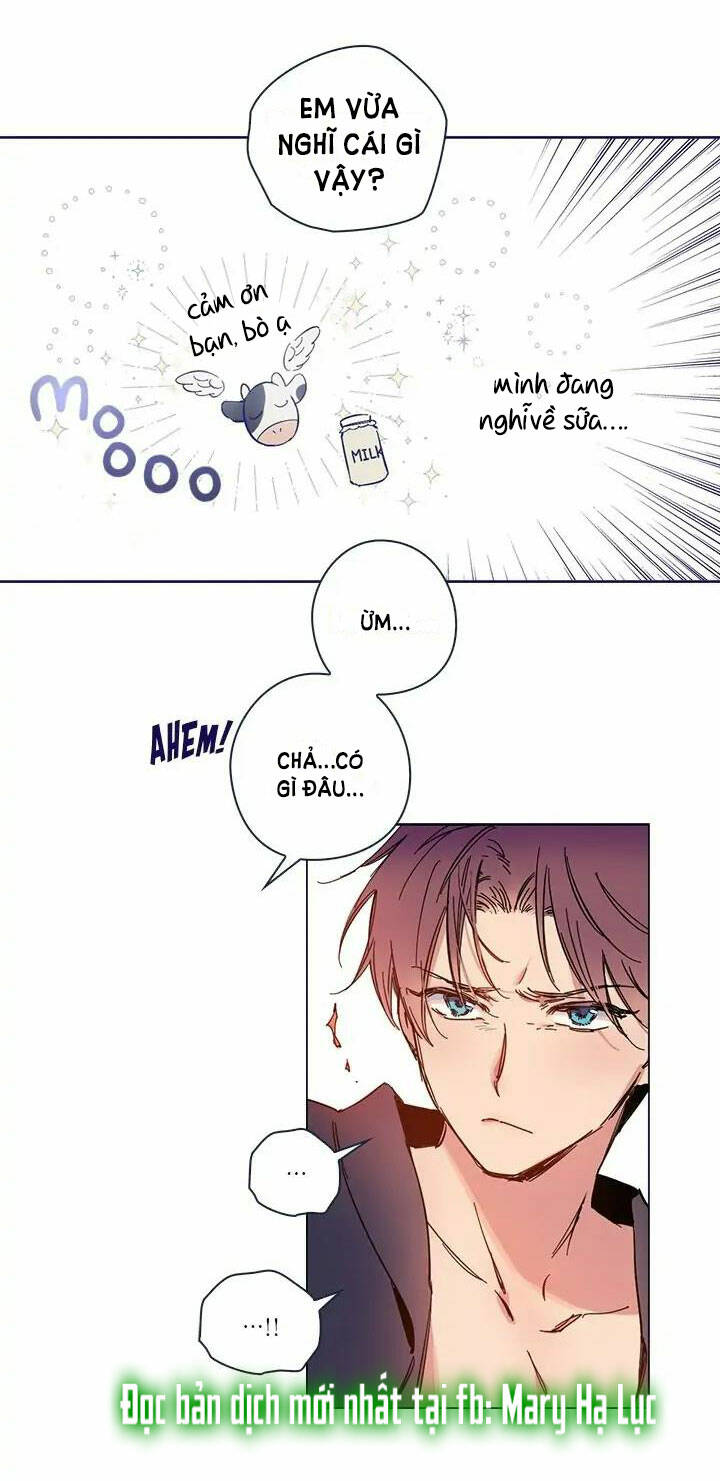 EM VỪA
NGHĨ CÁI GÌ
VẬY?
cảm ơn
bạn, bò ạ
MOOOO
MILK
mình đang
nghĩ về sữa....
ỪM...
AHEM!
CHẢ...CÓ
GÌ ĐÂU...
...
...!!
Đọc bản dịch mới nhất tại fb: Mary Hạ Lục